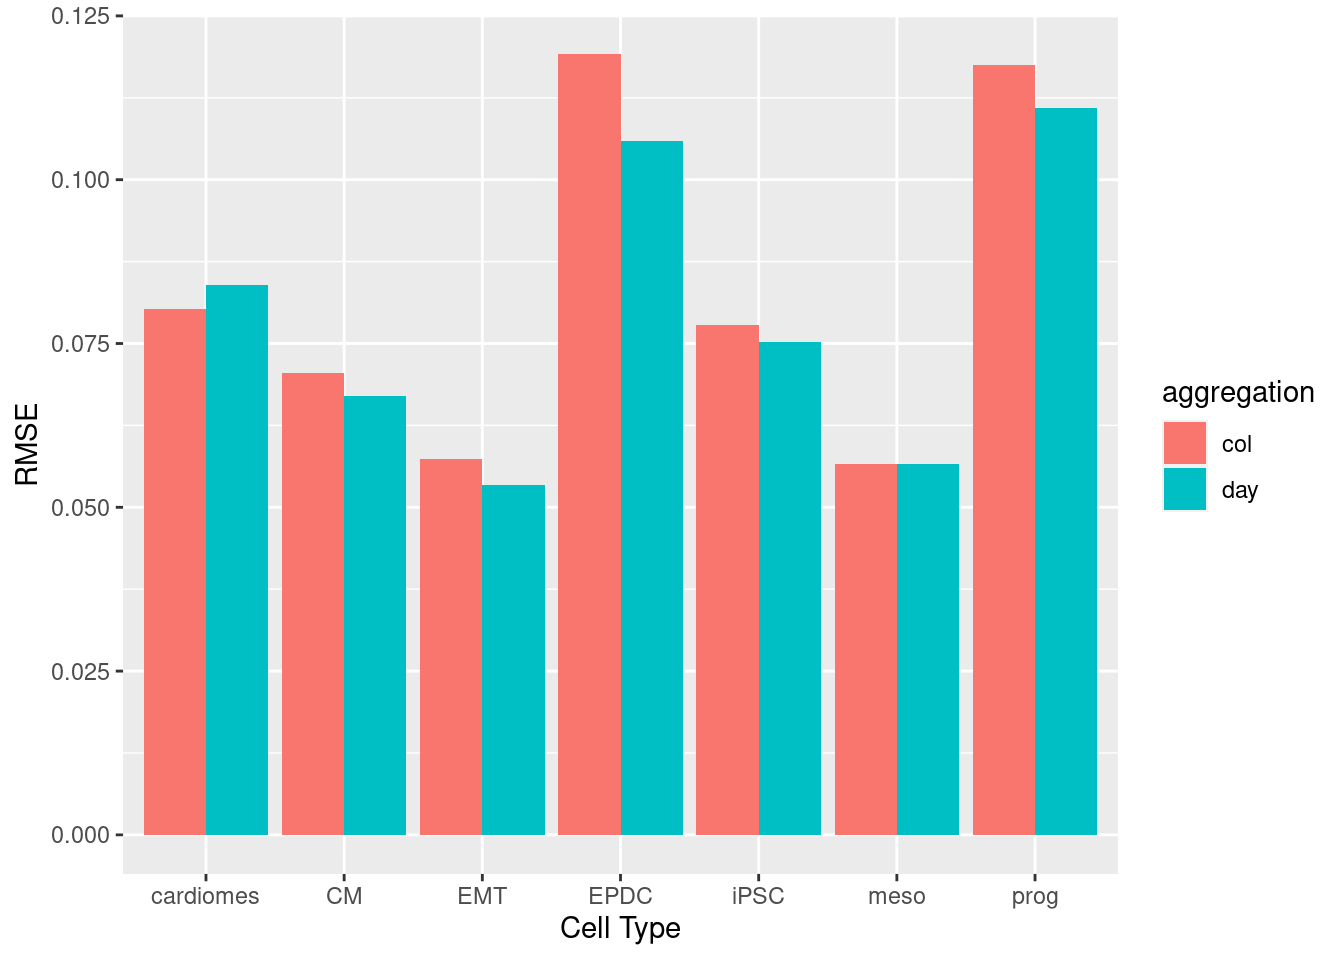 0.125
0.100
0.075
0.050
0.025
0.000
RMSE
cardiomes CM EMT EPDC iPSC meso prog
Cell Type
aggregation
col
day